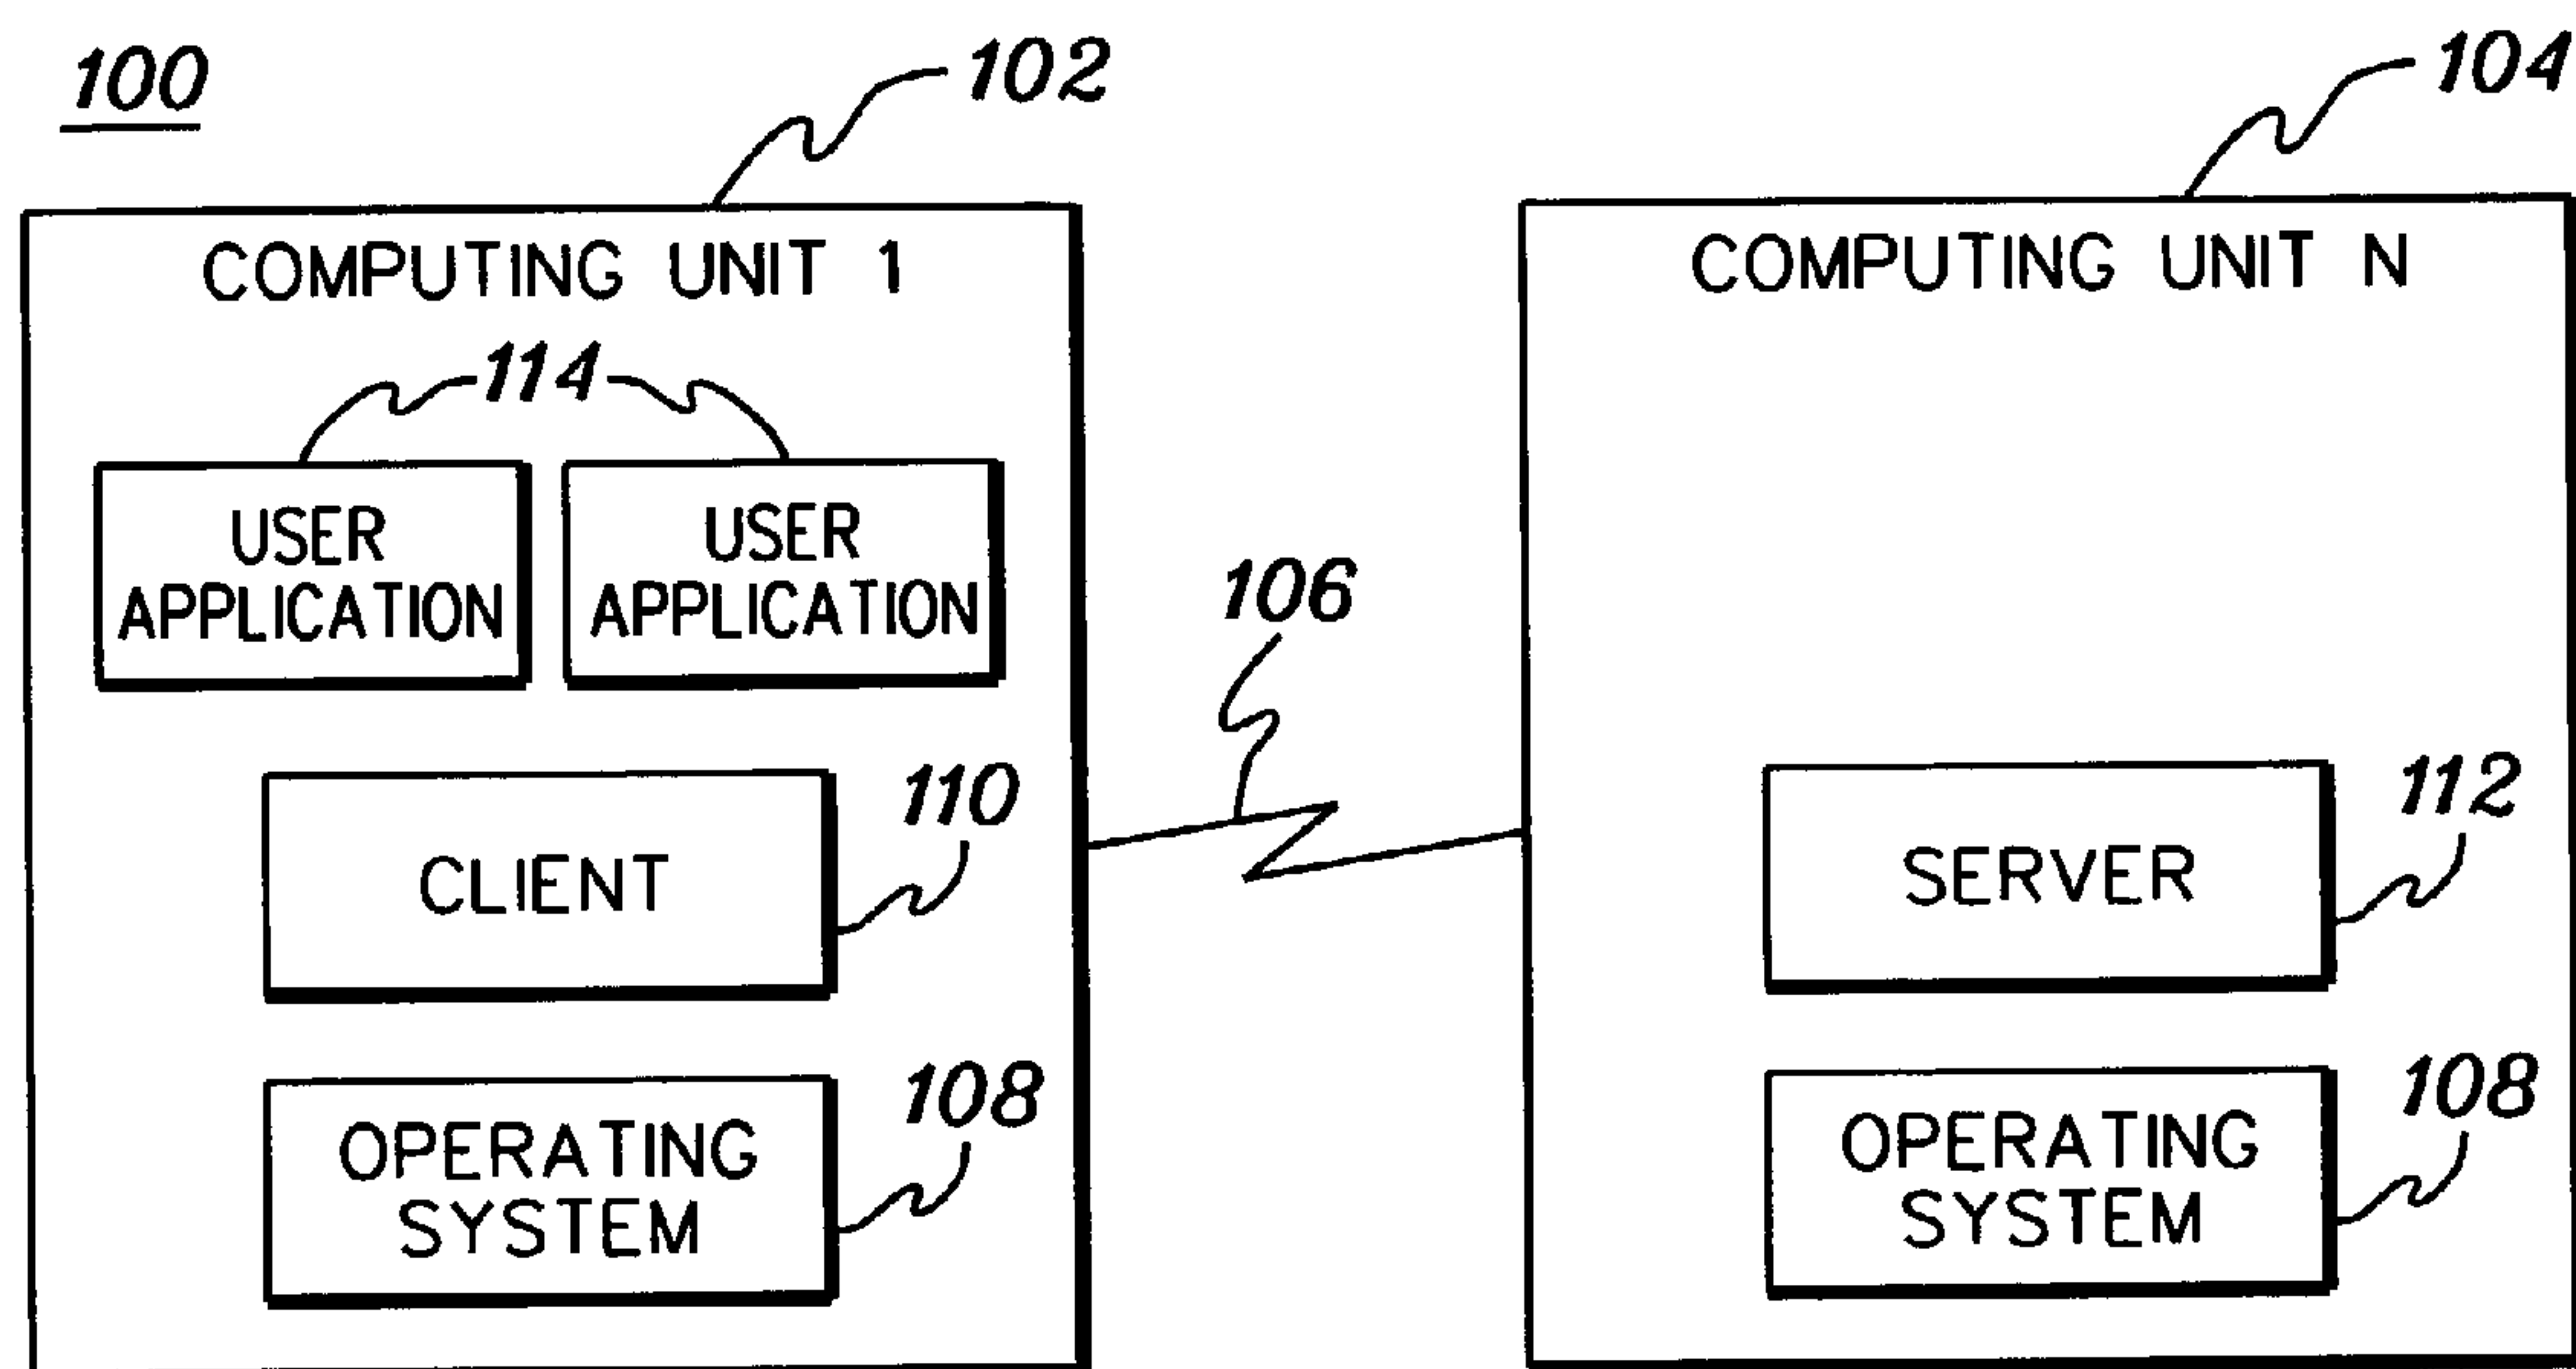 100
102
104
COMPUTING UNIT 1
COMPUTING UNIT N
114
USER
APPLICATION
USER
APPLICATION
106
CLIENT
110
SERVER
112
OPERATING
SYSTEM
108
OPERATING
SYSTEM
108